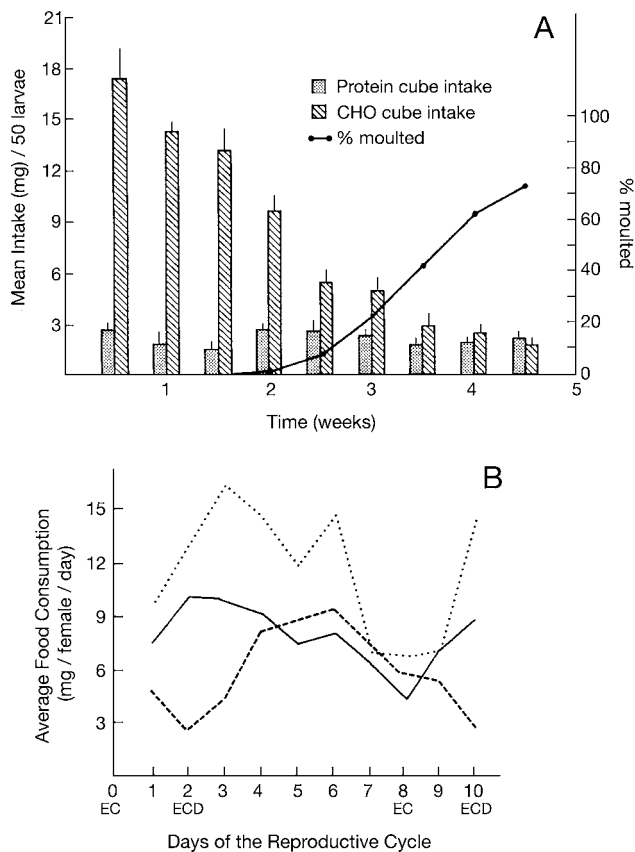 A
21
18
15
12
9
6
3
Mean Intake (mg) / 50 larvae
Protein cube intake
CHO cube intake
% moulted
100
80
60
40
20
0
% moulted
1 2 3 4 5
Time (weeks)
B
15
12
9
6
3
Average Food Consumption
(mg / female / day)
0 1 2 3 4 5 6 7 8 9 10
EC ECD EC ECD
Days of the Reproductive Cycle